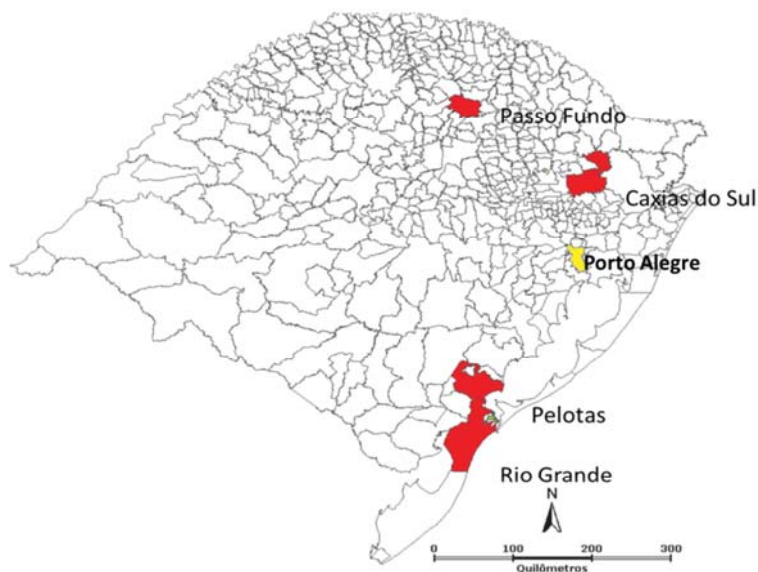 Passo Fundo
Caxias do Sul
Porto Alegre
Pelotas
Rio Grande
N
0 100 200 300
Quilômetros